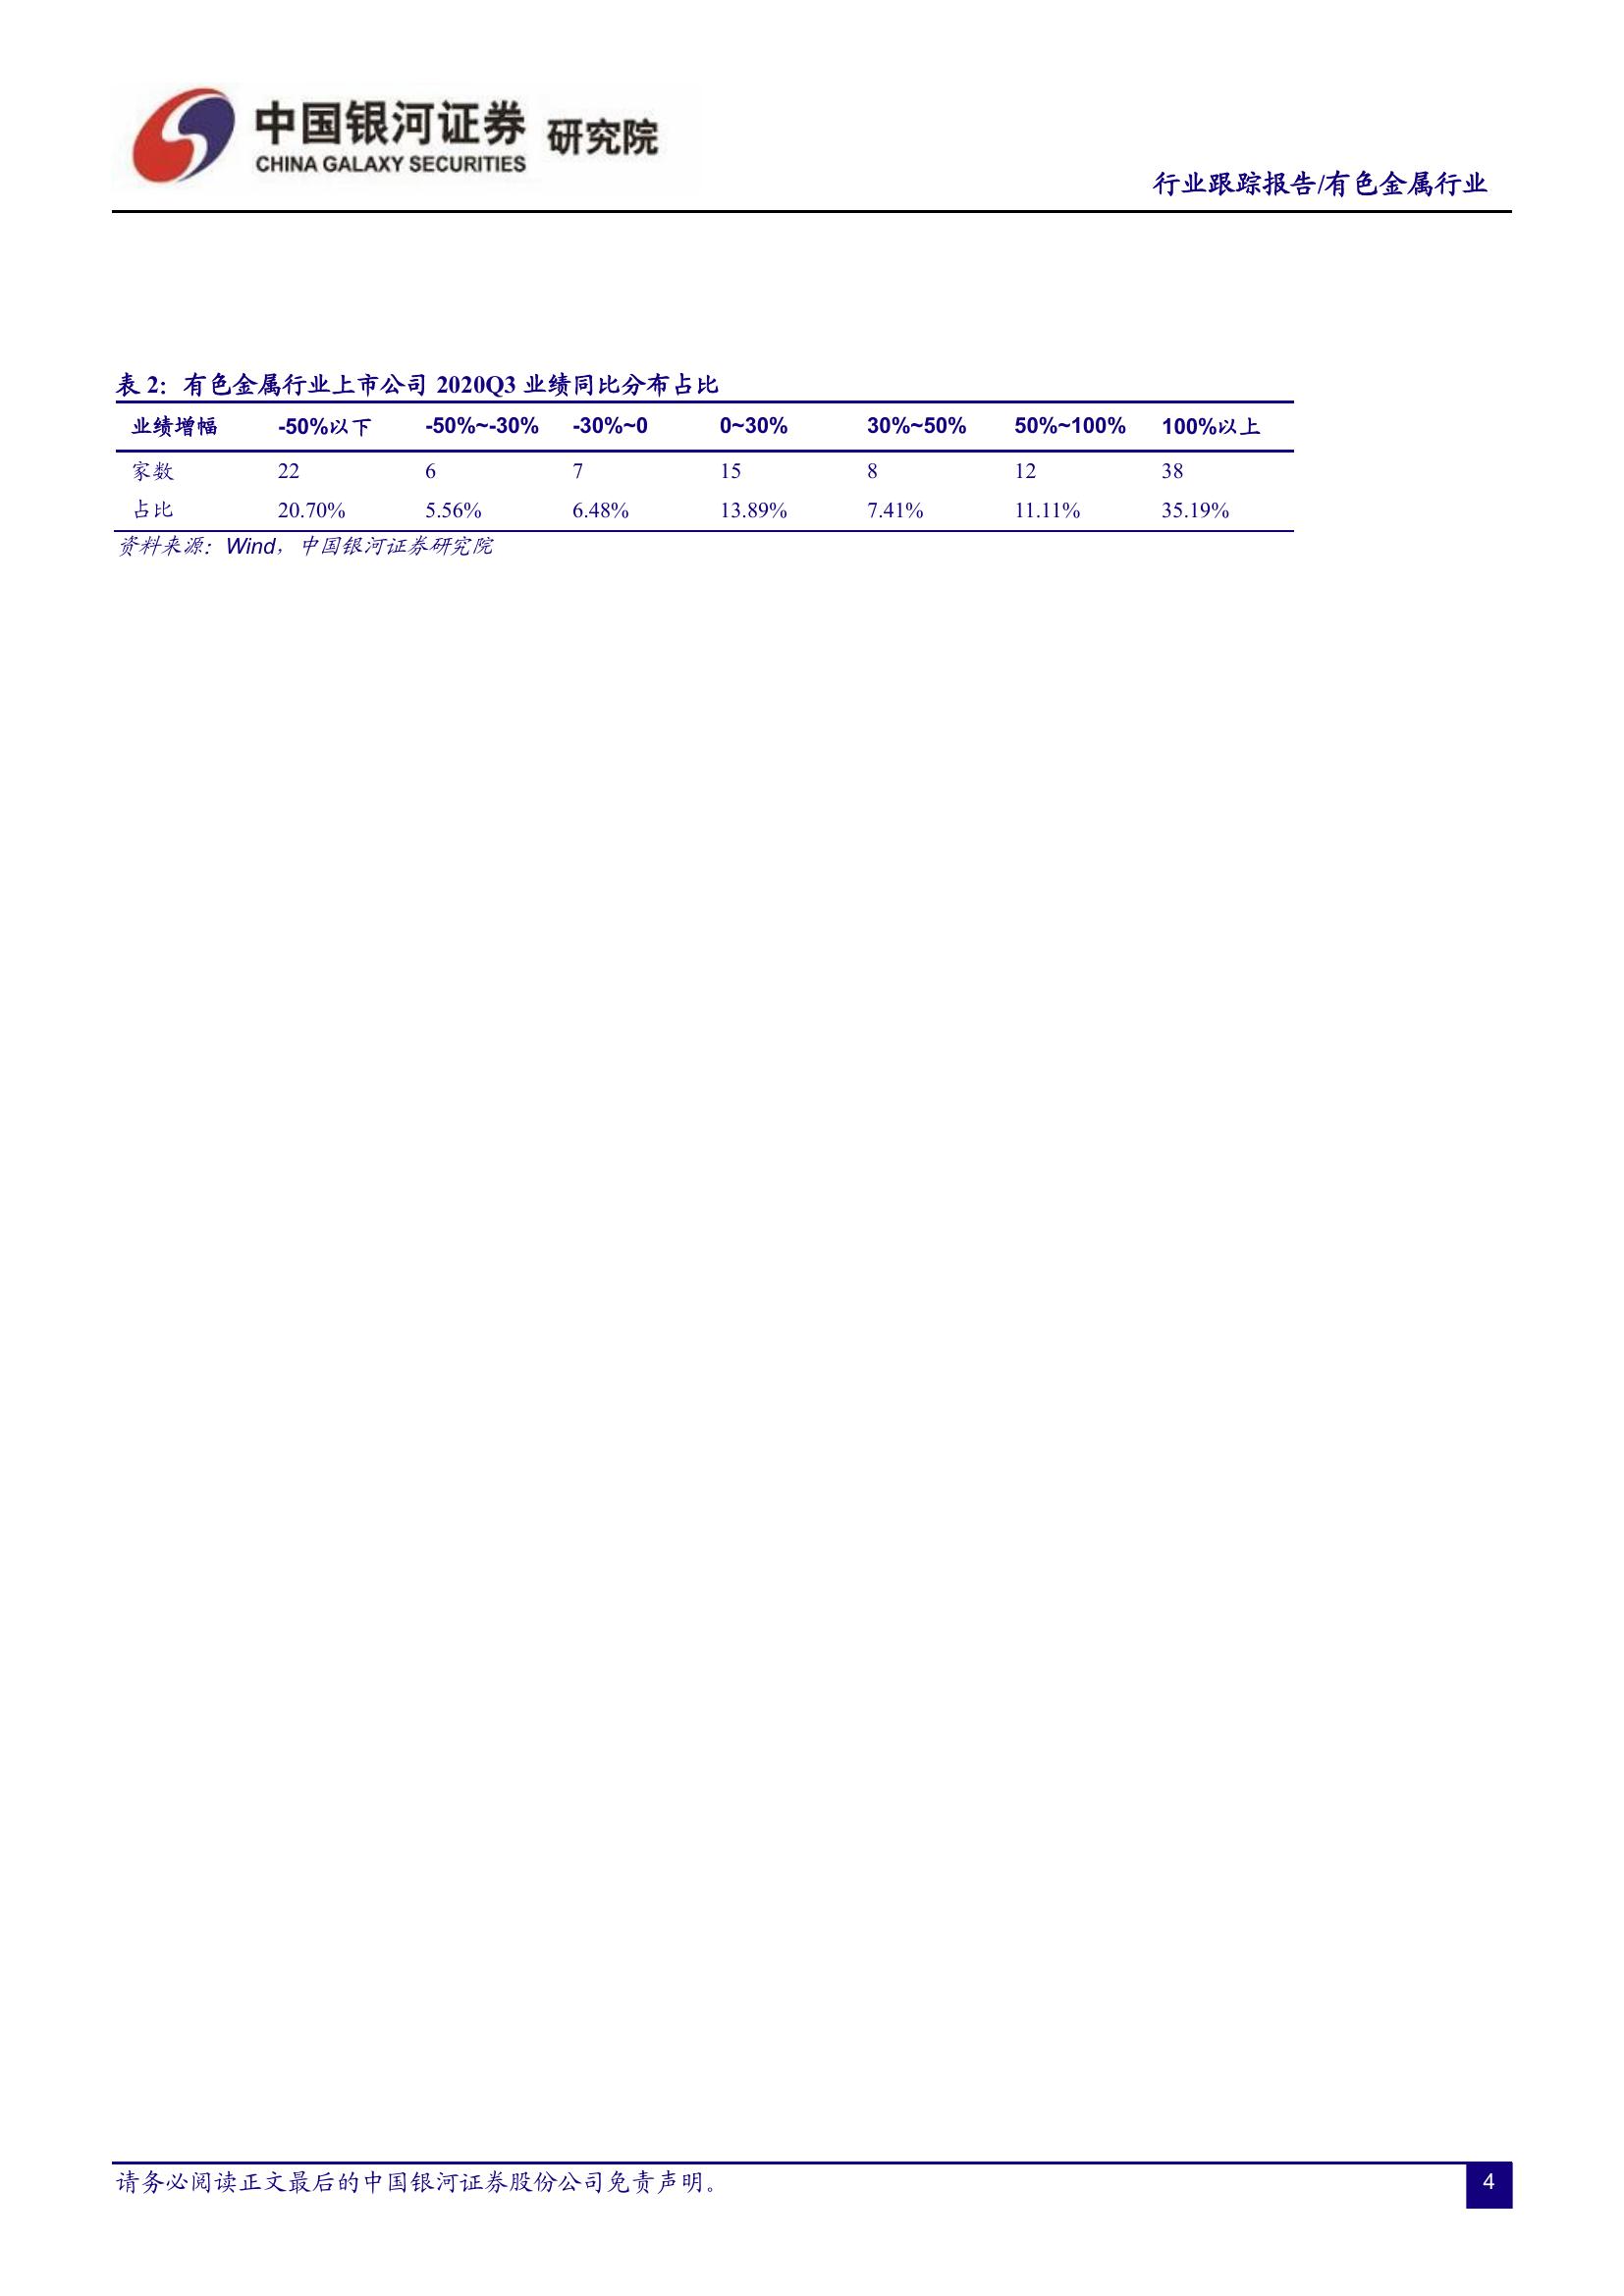 中国银河证券 研究院
CHINA GALAXY SECURITIES
行业跟踪报告/有色金属行业
表 2：有色金属行业上市公司 2020Q3 业绩同比分布占比
业绩增幅 -50%以下 -50%~-30% -30%~0 0~30% 30%~50% 50%~100% 100%以上
家数 22 6 7 15 8 12 38
占比 20.70% 5.56% 6.48% 13.89% 7.41% 11.11% 35.19%
资料来源：Wind，中国银河证券研究院
请务必阅读正文最后的中国银河证券股份公司免责声明。
4